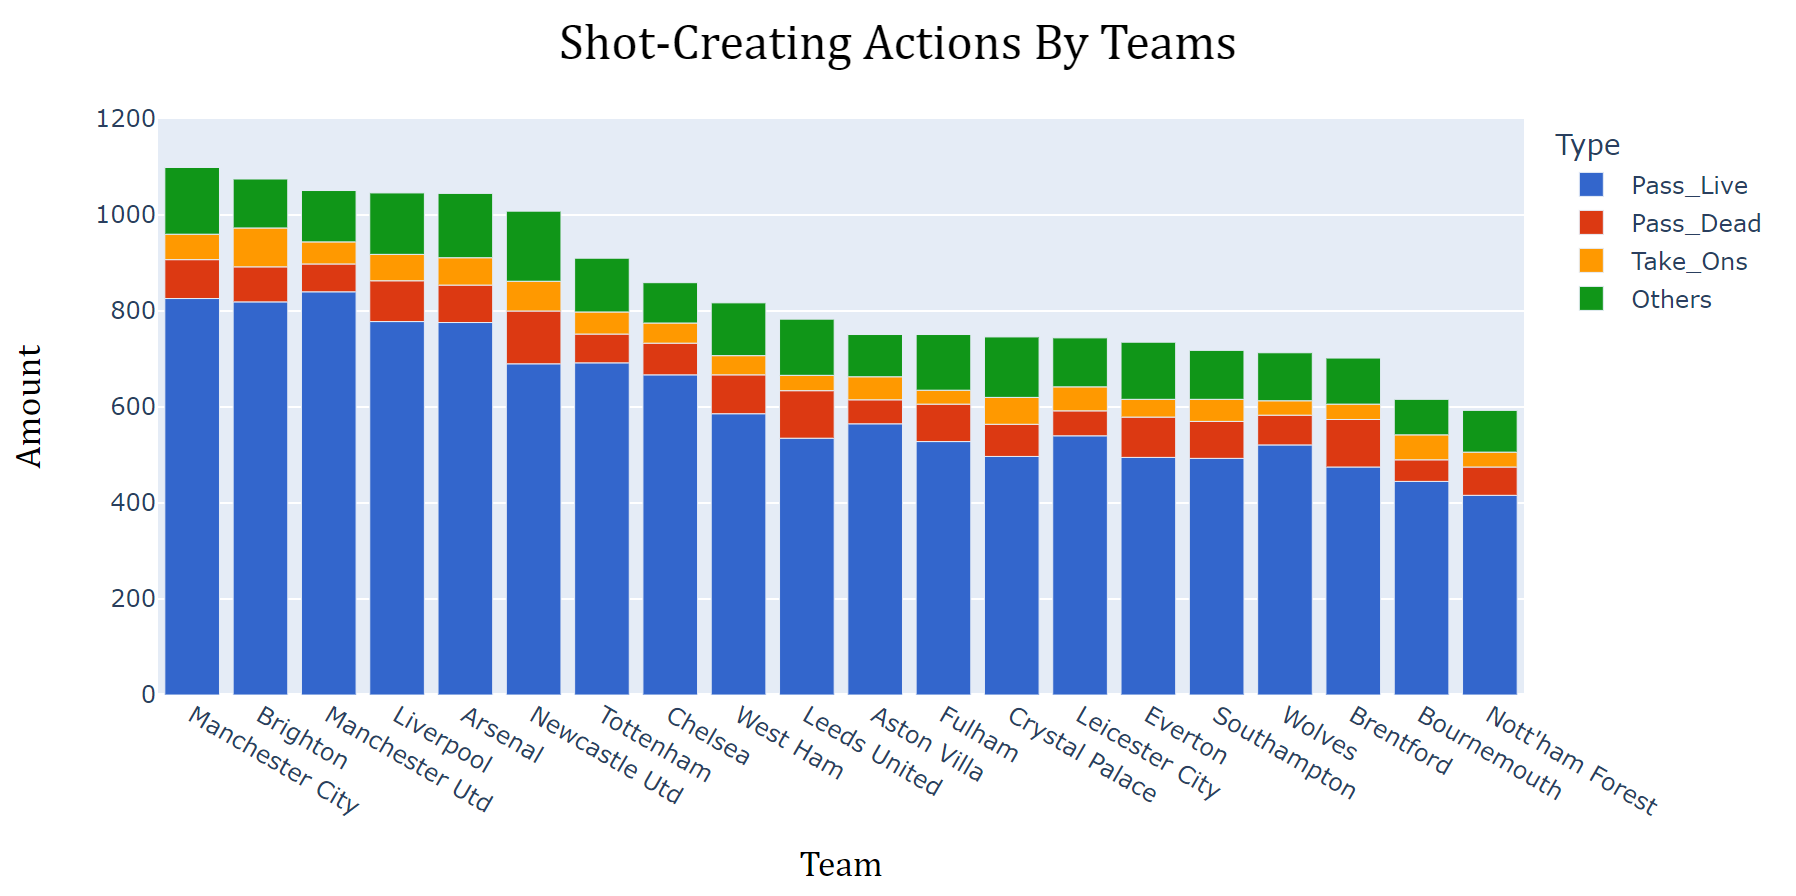 Shot-Creating Actions By Teams
1200
1000
800
600
400
200
0
Amount
Manchester City
Brighton
Manchester Utd
Liverpool
Arsenal
Newcastle Utd
Tottenham
Chelsea
West Ham
Leeds United
Aston Villa
Fulham
Crystal Palace
Leicester City
Everton
Southampton
Wolves
Brentford
Bournemouth
Nott'ham Forest
Team
Type
Pass_Live
Pass_Dead
Take_Ons
Others